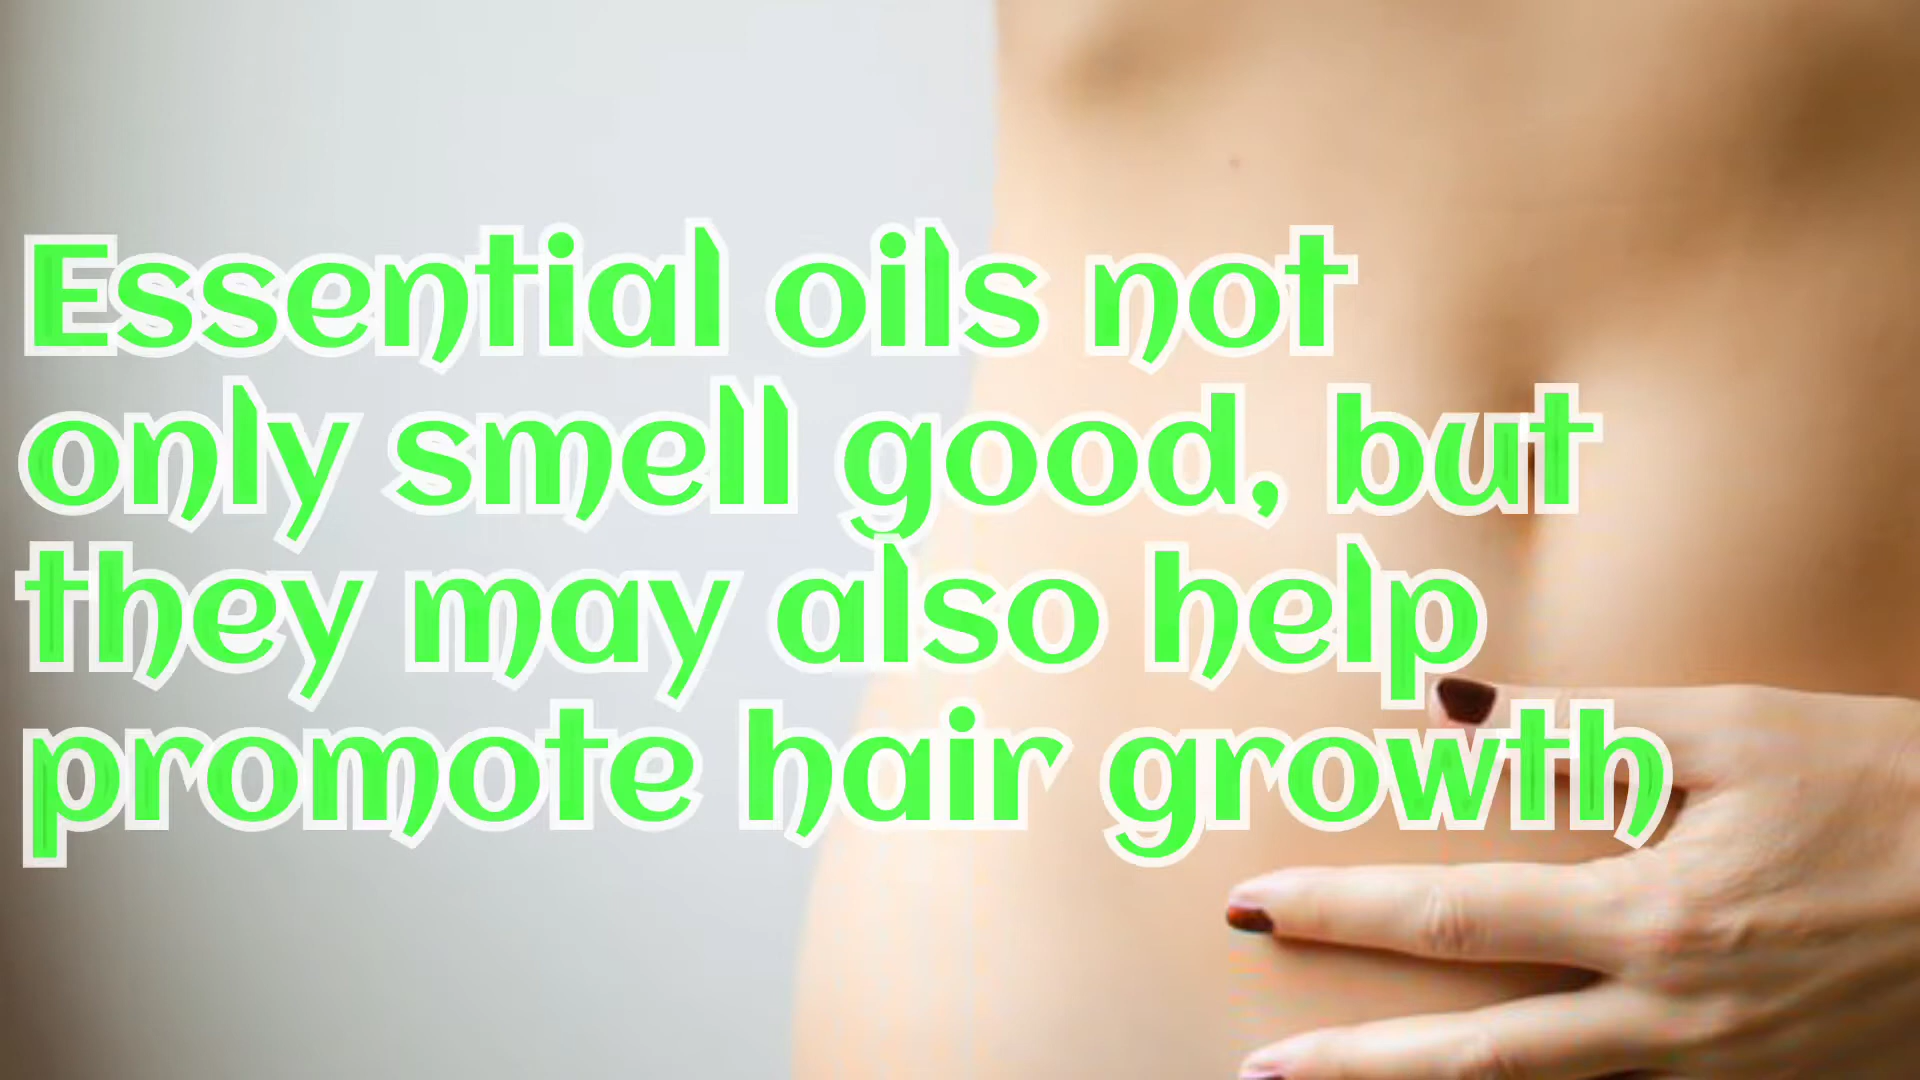 Essential oils not
only smell good, but
they may also help
promote hair growth